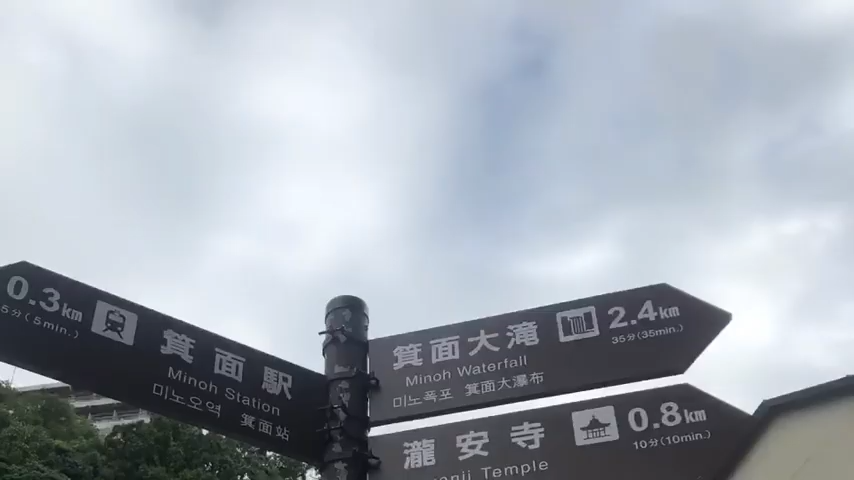 0.3km
5分(5min.)
箕面駅
Minoh Station
미노오역 箕面站
箕面大滝
2.4km
35分(35min.)
Minoh Waterfall
미노폭포 箕面大瀑布
瀧安寺
0.8km
10分(10min.)
Temple